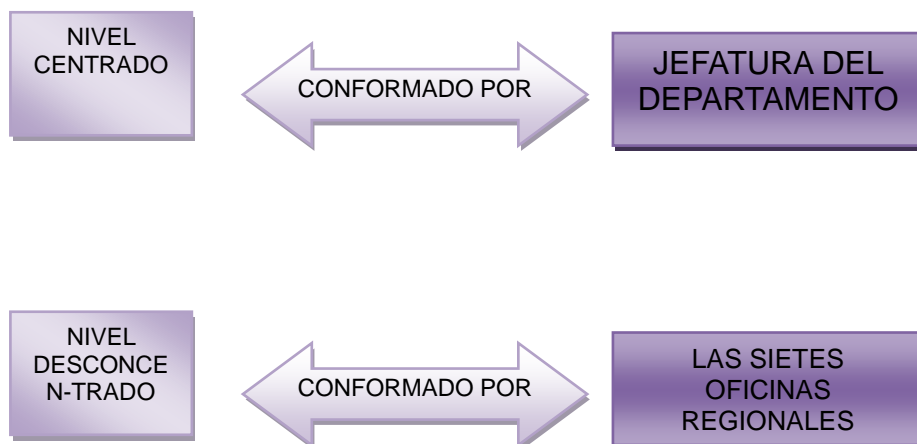 NIVEL
CENTRADO
CONFORMADO POR
JEFATURA DEL
DEPARTAMENTO
NIVEL
DESCONCE
N-TRADO
CONFORMADO POR
LAS SIETES
OFICINAS
REGIONALES